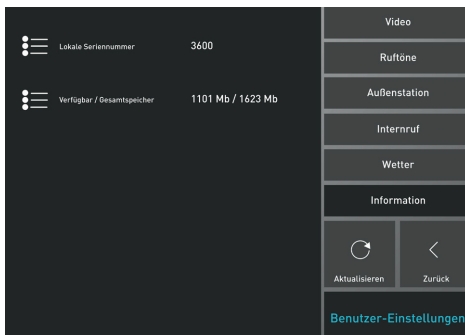 Lokale Seriennummer 3600
Verfügbar / Gesamtspeicher 1101 Mb / 1623 Mb
Video
Ruftöne
Außenstation
Internruf
Wetter
Information
Aktualisieren Zurück
Benutzer-Einstellungen